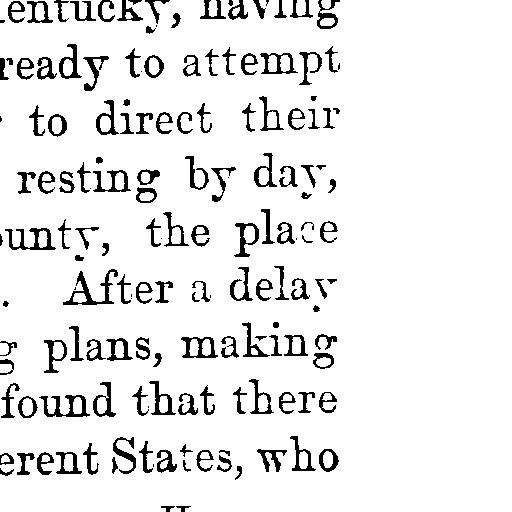 entucky, having
ready to attempt
to direct their
resting by day,
ounty, the place
. After a delay
g plans, making
found that there
erent States, who